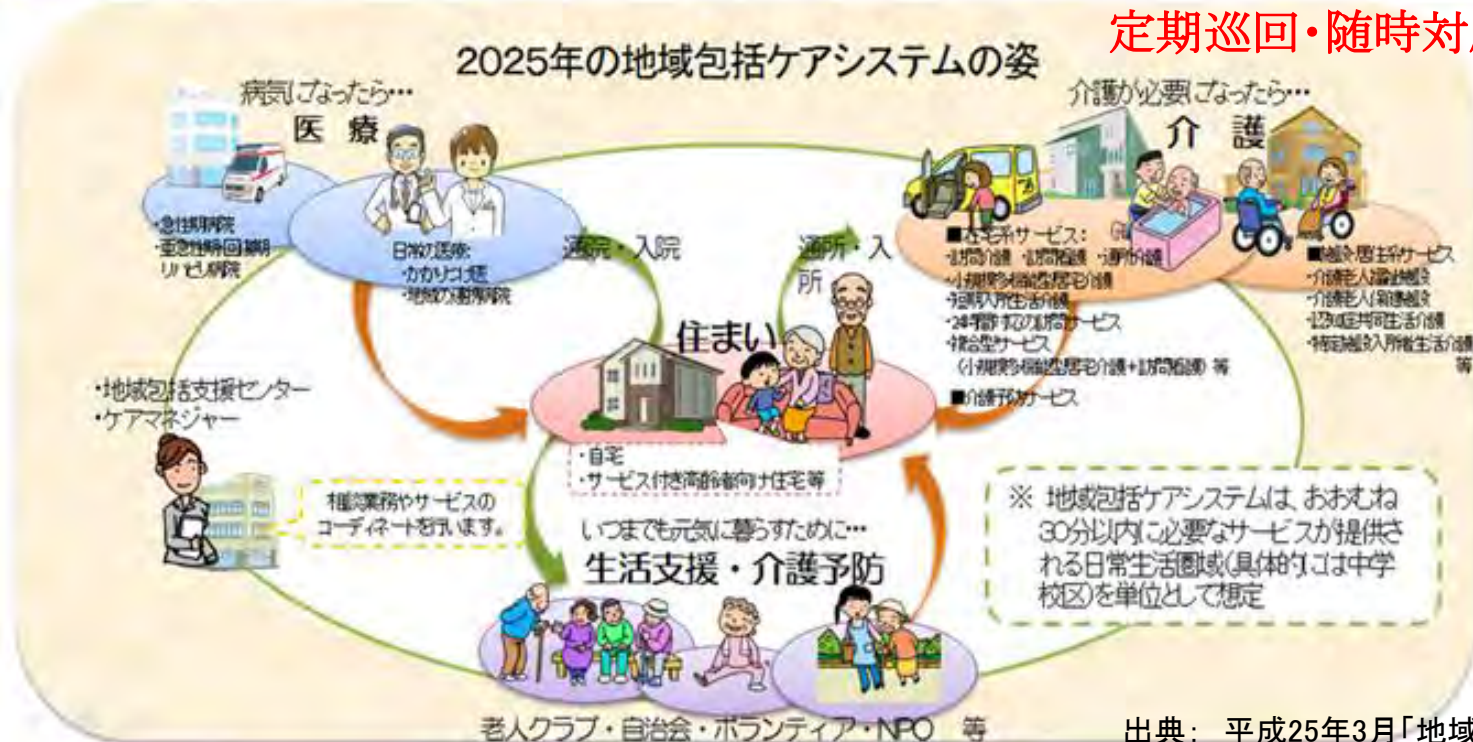 定期巡回・随時対
2025年の地域包括ケアシステムの姿
病気になったら･･･
医 療
介護が必要になったら･･･
介 護
・急性期病院
・亜急性期・回復期
リハビリ病院
日常の医療：
・かかりつけ医
・地域の連携病院
通院・入院
通所・入
所
■在宅系サービス：
・訪問介護 ・訪問看護 ・通所介護
・小規模多機能型居宅介護
・短期入所生活介護
・24時間対応の訪問サービス
・複合型サービス
（小規模多機能型居宅介護+訪問看護）等
■介護予防サービス
■施設・居住系サービス
・介護老人福祉施設
・介護老人保健施設
・認知症共同生活介護
・特定施設入所者生活介護
等
住まい
・地域包括支援センター
・ケアマネジャー
相談業務やサービスの
コーディネートを行います。
・自宅
・サービス付き高齢者向け住宅等
いつまでも元気に暮らすために･･･
生活支援・介護予防
※ 地域包括ケアシステムは、おおむね
30分以内に必要なサービスが提供さ
れる日常生活圏域（具体的には中学
校区）を単位として想定
老人クラブ・自治会・ボランティア・NPO 等
出典： 平成25年3月「地域